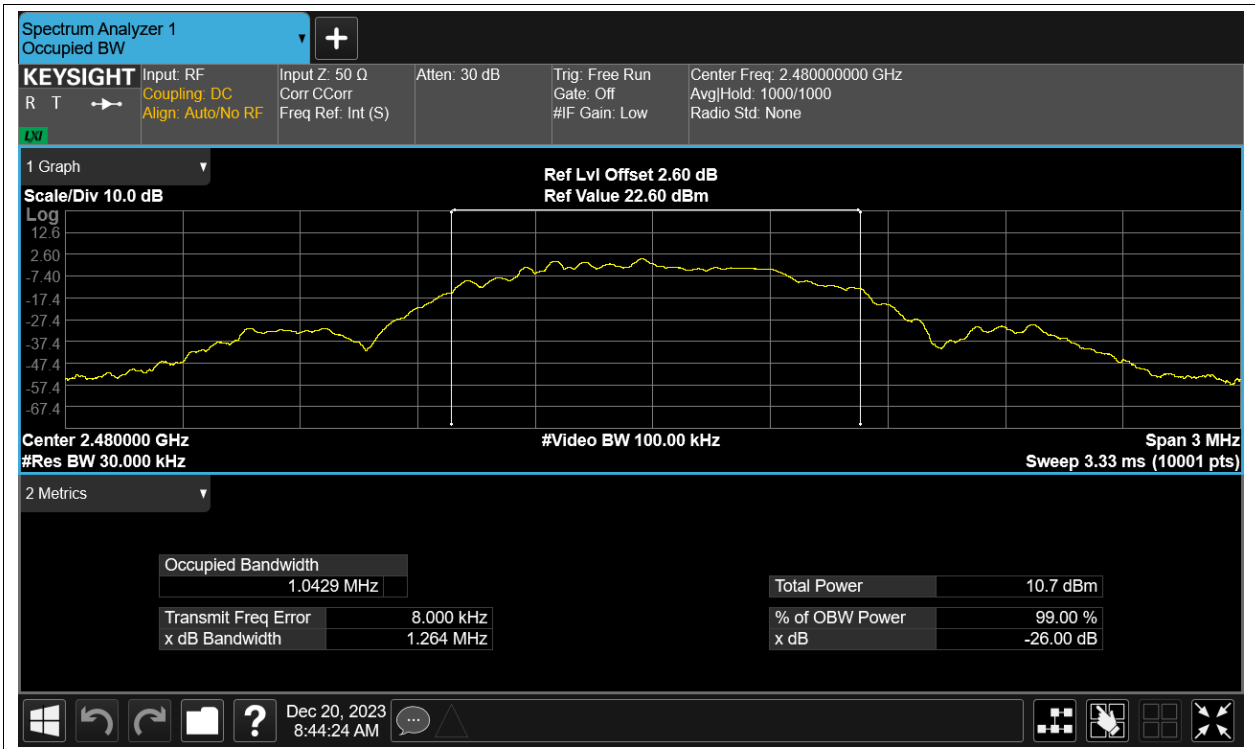 Spectrum Analyzer 1
Occupied BW
KEYSIGHT
R T
LXI
Input: RF
Coupling: DC
Align: Auto/No RF
Input Z: 50 Ω
Corr CCorr
Freq Ref: Int (S)
Atten: 30 dB
Trig: Free Run
Gate: Off
#IF Gain: Low
Center Freq: 2.480000000 GHz
Avg|Hold: 1000/1000
Radio Std: None
1 Graph
Scale/Div 10.0 dB
Ref Lvl Offset 2.60 dB
Ref Value 22.60 dBm
Log
12.6
2.60
-7.40
-17.4
-27.4
-37.4
-47.4
-57.4
-67.4
Center 2.480000 GHz
#Res BW 30.000 kHz
#Video BW 100.00 kHz
Span 3 MHz
Sweep 3.33 ms (10001 pts)
2 Metrics
Occupied Bandwidth
1.0429 MHz
Transmit Freq Error 8.000 kHz
x dB Bandwidth 1.264 MHz
Total Power 10.7 dBm
% of OBW Power 99.00 %
x dB -26.00 dB
?
Dec 20, 2023
8:44:24 AM